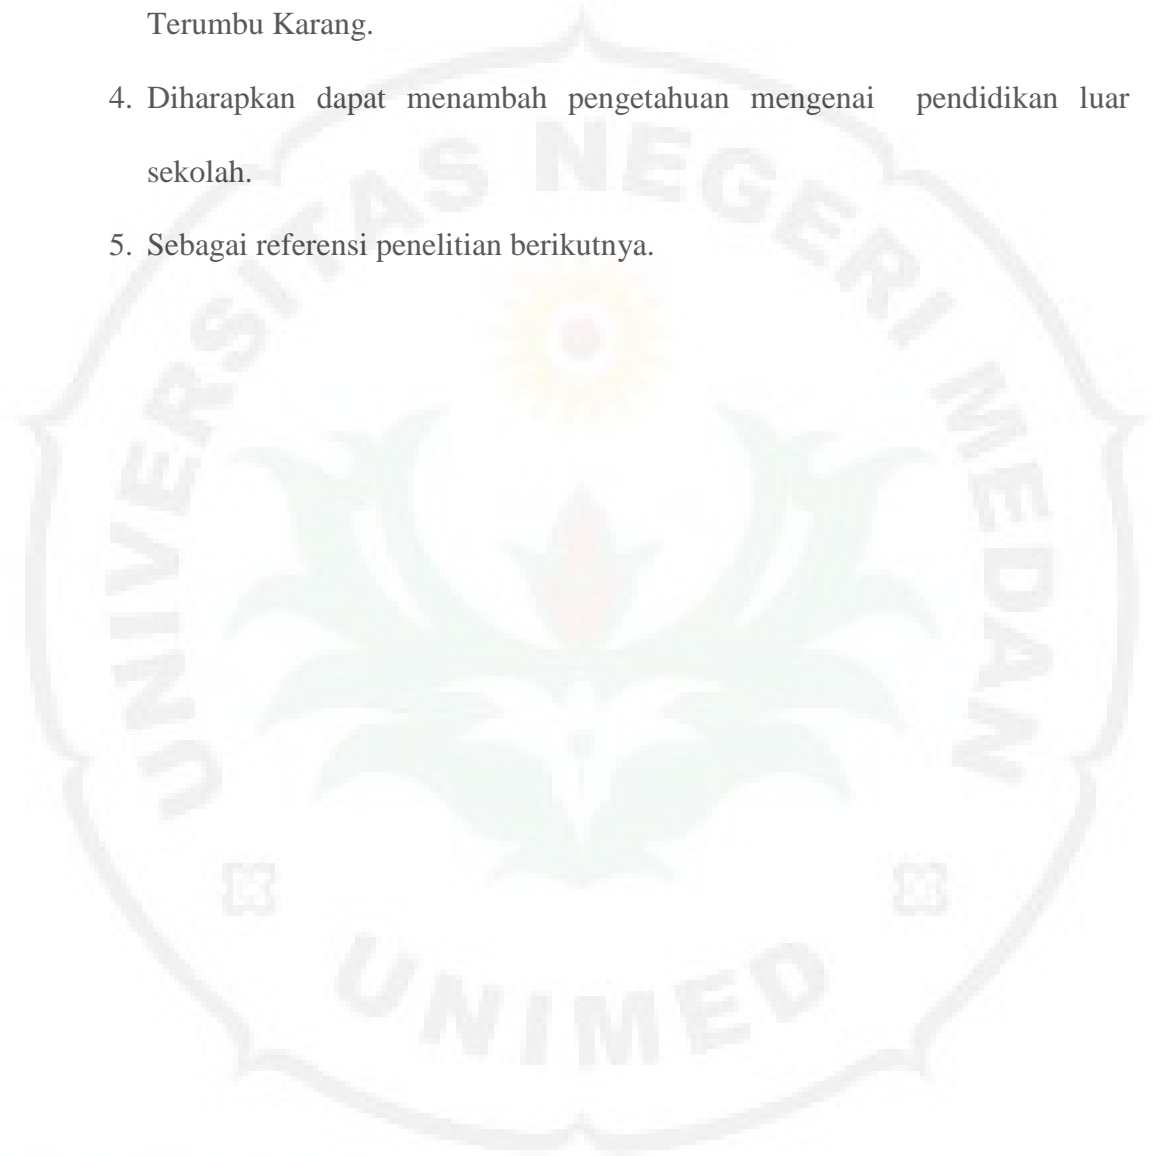 Terumbu Karang.
4. Diharapkan dapat menambah pengetahuan mengenai pendidikan luar
sekolah.
5. Sebagai referensi penelitian berikutnya.
UNIVERSITAS NEGERI MEDAN
UNIMED